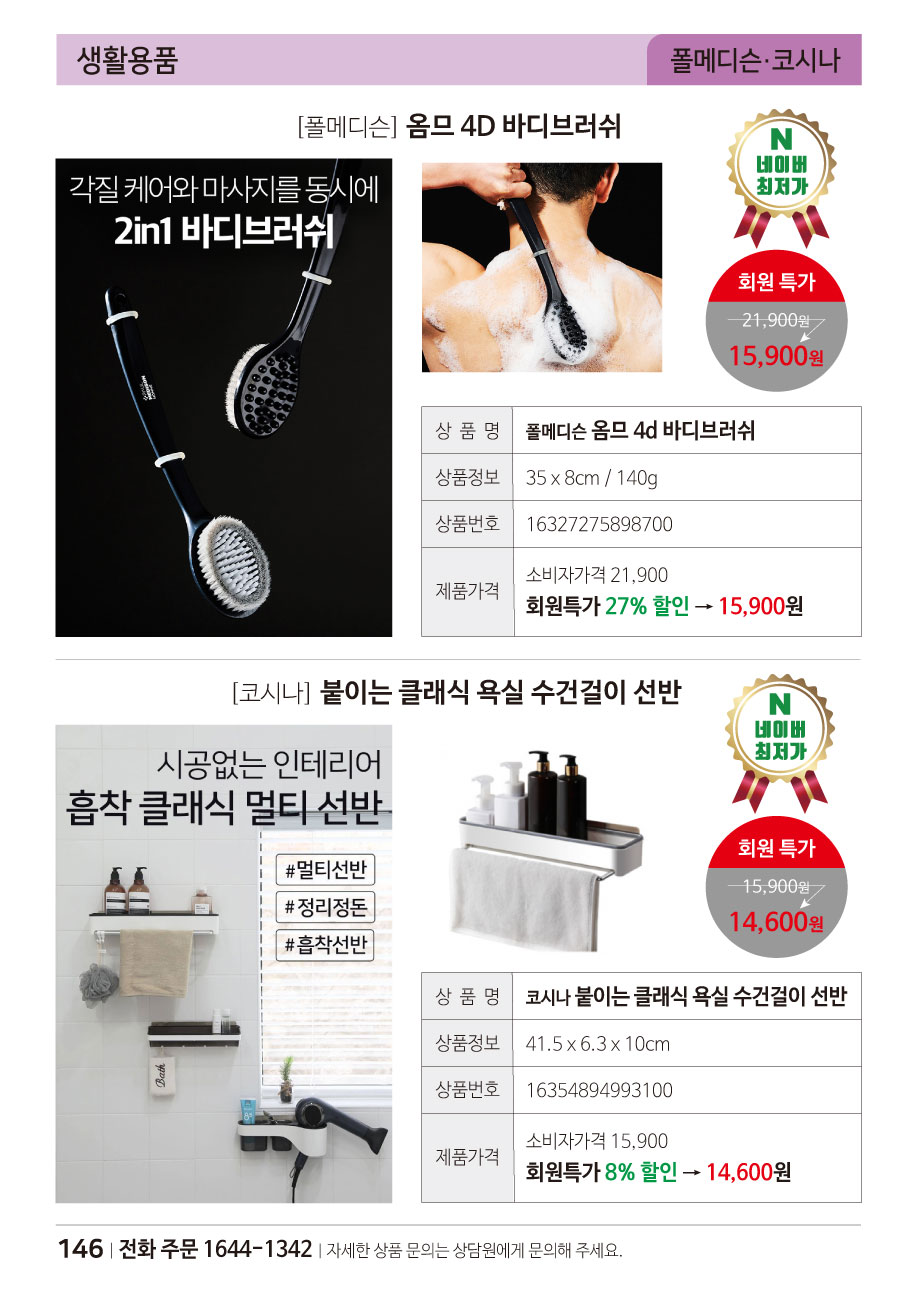 생활용품
폴메디슨·코시나
[폴메디슨] 옴므 4D 바디브러쉬
각질 케어와 마사지를 동시에
2in1 바디브러쉬
N
네이버
최저가
회원 특가
21,900원
15,900원
상 품 명
폴메디슨 옴므 4d 바디브러쉬
상품정보
35 x 8cm / 140g
상품번호
16327275898700
제품가격
소비자가격 21,900
회원특가 27% 할인 → 15,900원
[코시나] 붙이는 클래식 욕실 수건걸이 선반
시공없는 인테리어
흡착 클래식 멀티 선반
#멀티선반
#정리정돈
#흡착선반
Bath
N
네이버
최저가
회원 특가
15,900원
14,600원
상 품 명
코시나 붙이는 클래식 욕실 수건걸이 선반
상품정보
41.5 x 6.3 x 10cm
상품번호
16354894993100
제품가격
소비자가격 15,900
회원특가 8% 할인 → 14,600원
146 | 전화 주문 1644-1342 | 자세한 상품 문의는 상담원에게 문의해 주세요.